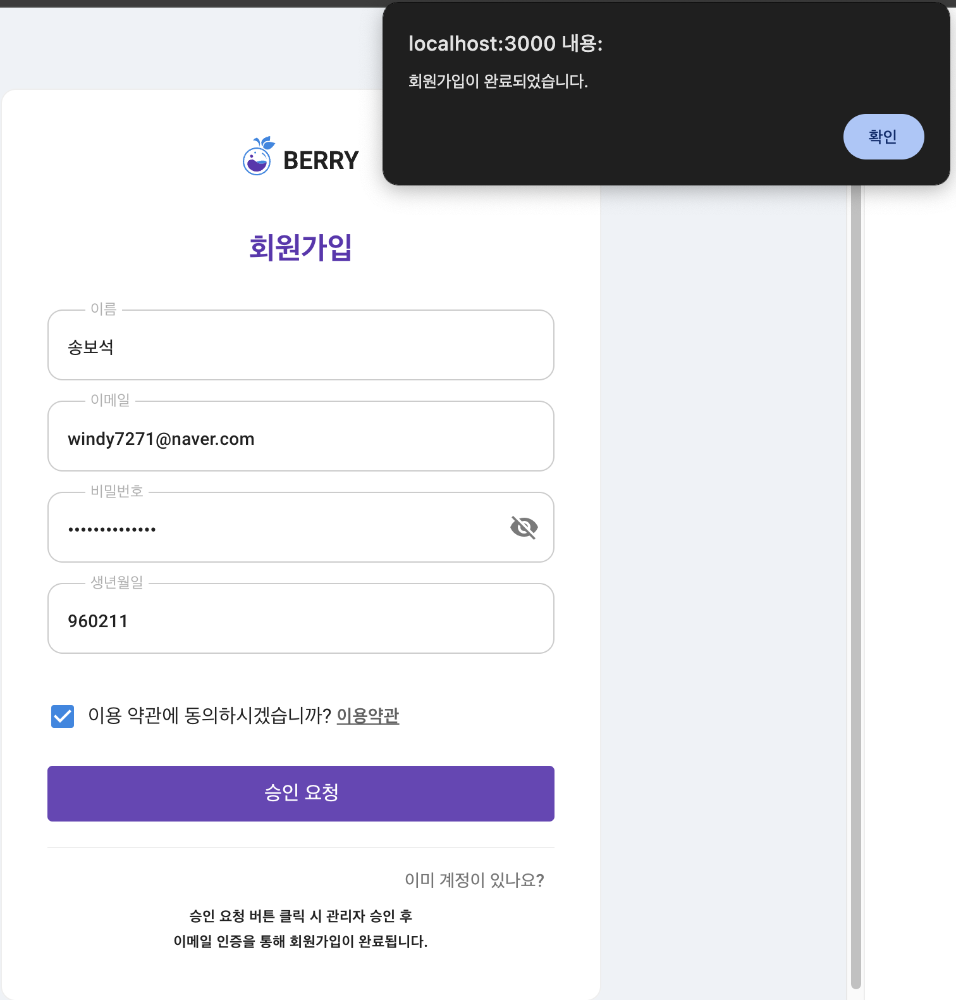 localhost:3000 내용:
회원가입이 완료되었습니다.
확인
BERRY
회원가입
이름
송보석
이메일
windy7271@naver.com
비밀번호
••••••••••••••
생년월일
960211
이용 약관에 동의하시겠습니까? 이용약관
승인 요청
이미 계정이 있나요?
승인 요청 버튼 클릭 시 관리자 승인 후
이메일 인증을 통해 회원가입이 완료됩니다.